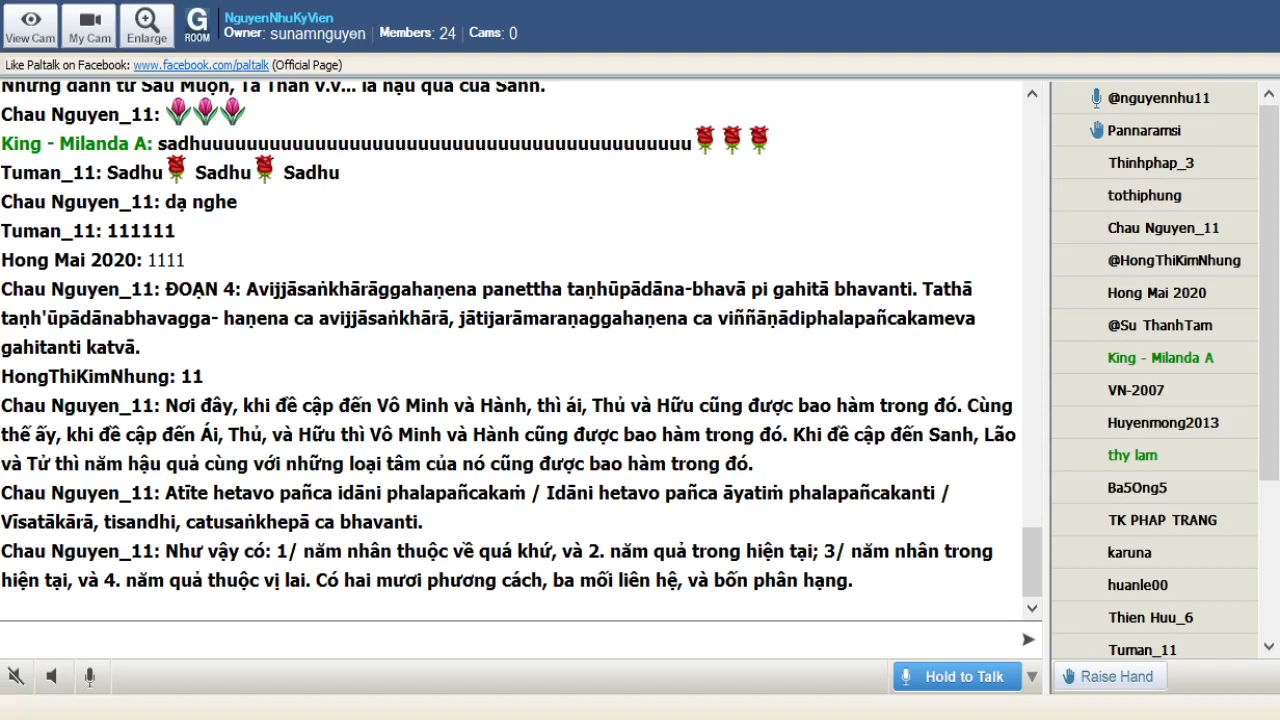 NguyenNhuKyVien
Owner: sunamnguyen | Members: 24 | Cams: 0
View Cam
My Cam
Enlarge
G
ROOM
Like Paltalk on Facebook: www.facebook.com/paltalk (Official Page)
Những danh từ Sầu Muộn, Ta Thán v.v... là hậu quả của Sanh.
Chau Nguyen_11:
King - Milanda A: sadhuuuuuuuuuuuuuuuuuuuuuuuuuuuuuuuuuuuuuuuuuuu
Tuman_11: Sadhu Sadhu Sadhu
Chau Nguyen_11: dạ nghe
Tuman_11: 111111
Hong Mai 2020: 1111
Chau Nguyen_11: ĐOẠN 4: Avijjāsaṅkhārāggahaṇena panettha taṇhūpādāna-bhavā pi gahitā bhavanti. Tathā
taṇh'ūpādānabhavagga- haṇena ca avijjāsaṅkhārā, jātijarāmaraṇaggahaṇena ca viññāṇādiphalapañcakameva
gahitanti katvā.
HongThiKimNhung: 11
Chau Nguyen_11: Nơi đây, khi đề cập đến Vô Minh và Hành, thì ái, Thủ và Hữu cũng được bao hàm trong đó. Cùng
thế ấy, khi đề cập đến Ái, Thủ, và Hữu thì Vô Minh và Hành cũng được bao hàm trong đó. Khi đề cập đến Sanh, Lão
và Tử thì năm hậu quả cùng với những loại tâm của nó cũng được bao hàm trong đó.
Chau Nguyen_11: Atīte hetavo pañca idāni phalapañcakaṁ / Idāni hetavo pañca āyatiṁ phalapañcakanti /
Vīsatākārā, tisandhi, catusaṅkhepā ca bhavanti.
Chau Nguyen_11: Như vậy có: 1/ năm nhân thuộc về quá khứ, và 2. năm quả trong hiện tại; 3/ năm nhân trong
hiện tại, và 4. năm quả thuộc vị lai. Có hai mươi phương cách, ba mối liên hệ, và bốn phân hạng.
@nguyennhu11
Pannaramsi
Thinhphap_3
tothiphung
Chau Nguyen_11
@HongThiKimNhung
Hong Mai 2020
@Su ThanhTam
King - Milanda A
VN-2007
Huyenmong2013
thy lam
Ba5Ong5
TK PHAP TRANG
karuna
huanle00
Thien Huu_6
Tuman_11
Hold to Talk
Raise Hand